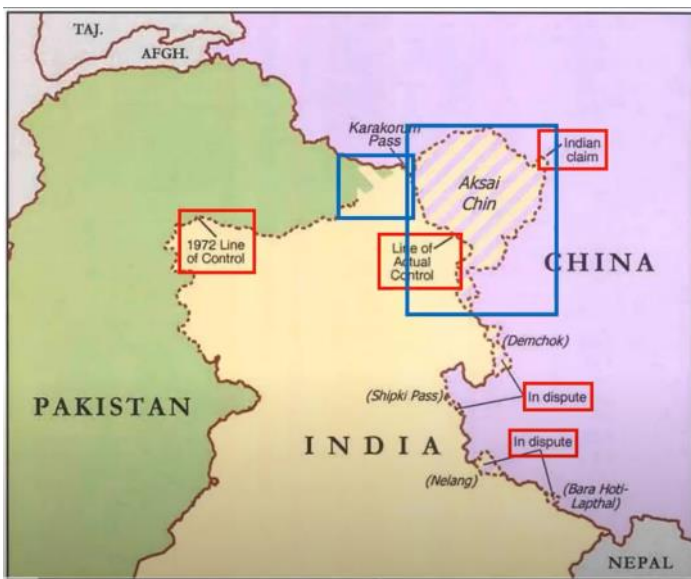 TAJ.
AFGH.
Karakorum
Pass
Indian
claim
Aksai
Chin
1972 Line
of Control
Line of
Actual
Control
CHINA
(Demchok)
PAKISTAN
(Shipki Pass)
In dispute
INDIA
In dispute
(Nelang)
(Bara Hoti-
Lapthal)
NEPAL